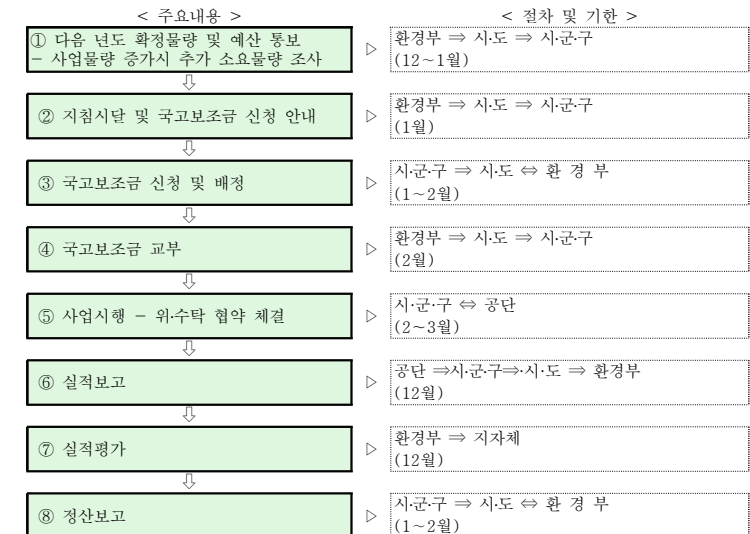 < 주요내용 >
< 절차 및 기한 >
① 다음 년도 확정물량 및 예산 통보
- 사업물량 증가시 추가 소요물량 조사
▷
환경부 ⇒ 시·도 ⇒ 시·군·구
(12~1월)
⇩
② 지침시달 및 국고보조금 신청 안내
▷
환경부 ⇒ 시·도 ⇒ 시·군·구
(1월)
⇩
③ 국고보조금 신청 및 배정
▷
시·군·구 ⇒ 시·도 ⇔ 환 경 부
(1~2월)
⇩
④ 국고보조금 교부
▷
환경부 ⇒ 시·도 ⇒ 시·군·구
(2월)
⇩
⑤ 사업시행 - 위·수탁 협약 체결
▷
시·군·구 ⇔ 공단
(2~3월)
⇩
⑥ 실적보고
▷
공단 ⇒시·군·구⇒·시·도 ⇒ 환경부
(12월)
⇩
⑦ 실적평가
▷
환경부 ⇒ 지자체
(12월)
⇩
⑧ 정산보고
▷
시·군·구 ⇒ 시·도 ⇔ 환 경 부
(1~2월)